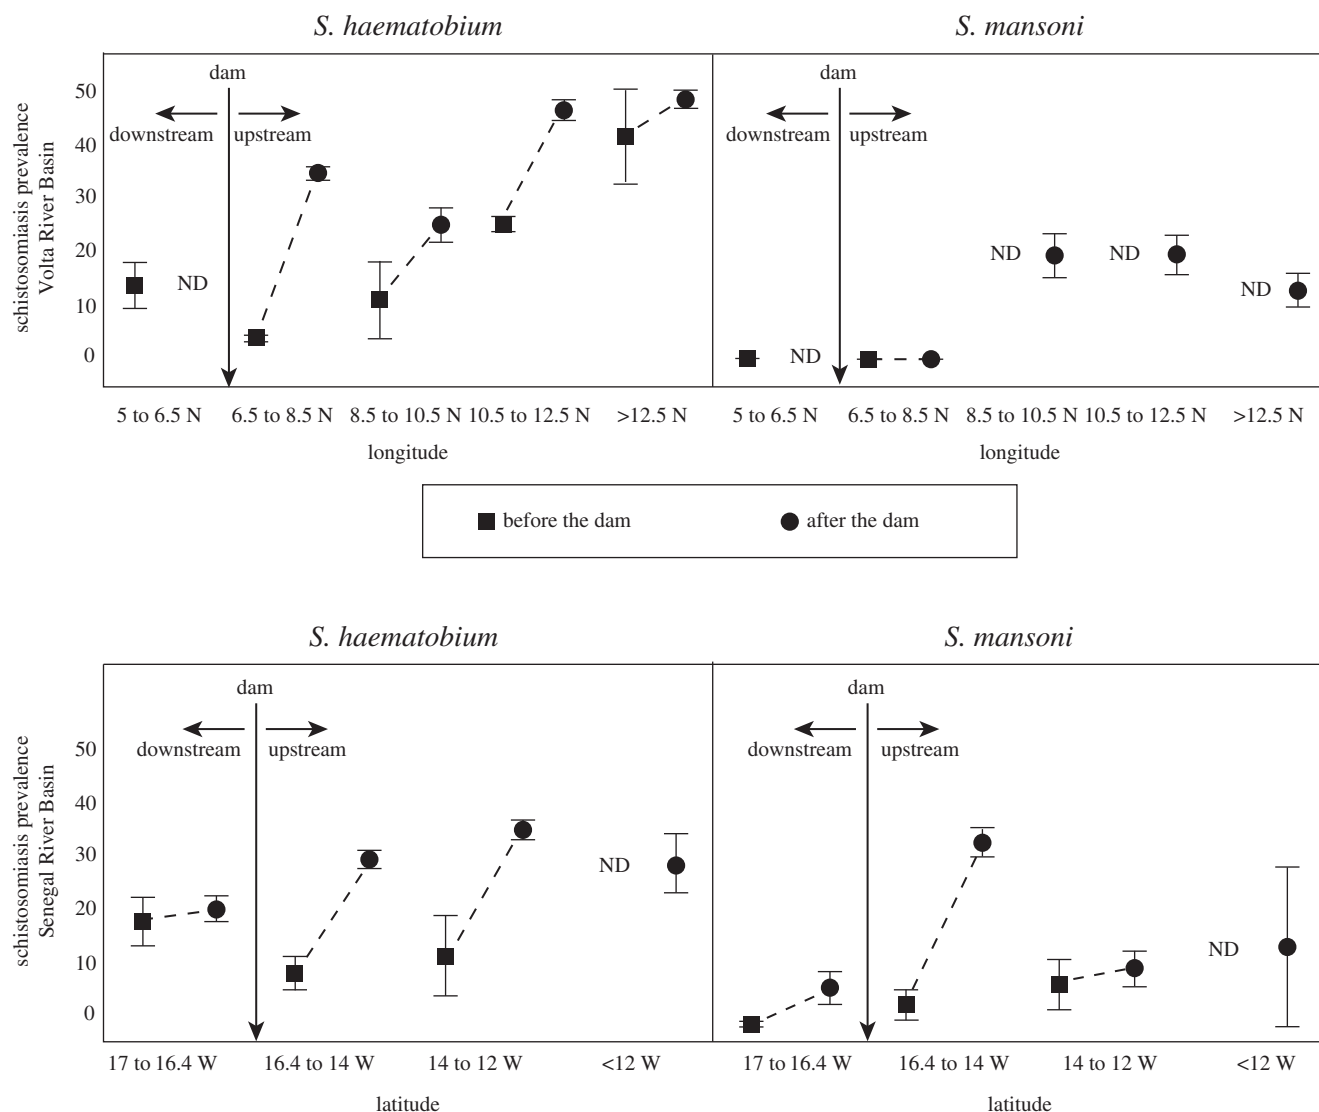 S. haematobium
S. mansoni
schistosomiasis prevalence
Volta River Basin
50
40
30
20
10
0
dam
downstream
upstream
ND
dam
downstream
upstream
ND
ND
ND
ND
5 to 6.5 N
6.5 to 8.5 N
8.5 to 10.5 N
10.5 to 12.5 N
>12.5 N
5 to 6.5 N
6.5 to 8.5 N
8.5 to 10.5 N
10.5 to 12.5 N
>12.5 N
longitude
longitude
before the dam
after the dam
S. haematobium
S. mansoni
schistosomiasis prevalence
Senegal River Basin
50
40
30
20
10
0
dam
downstream
upstream
ND
dam
downstream
upstream
ND
17 to 16.4 W
16.4 to 14 W
14 to 12 W
<12 W
17 to 16.4 W
16.4 to 14 W
14 to 12 W
<12 W
latitude
latitude